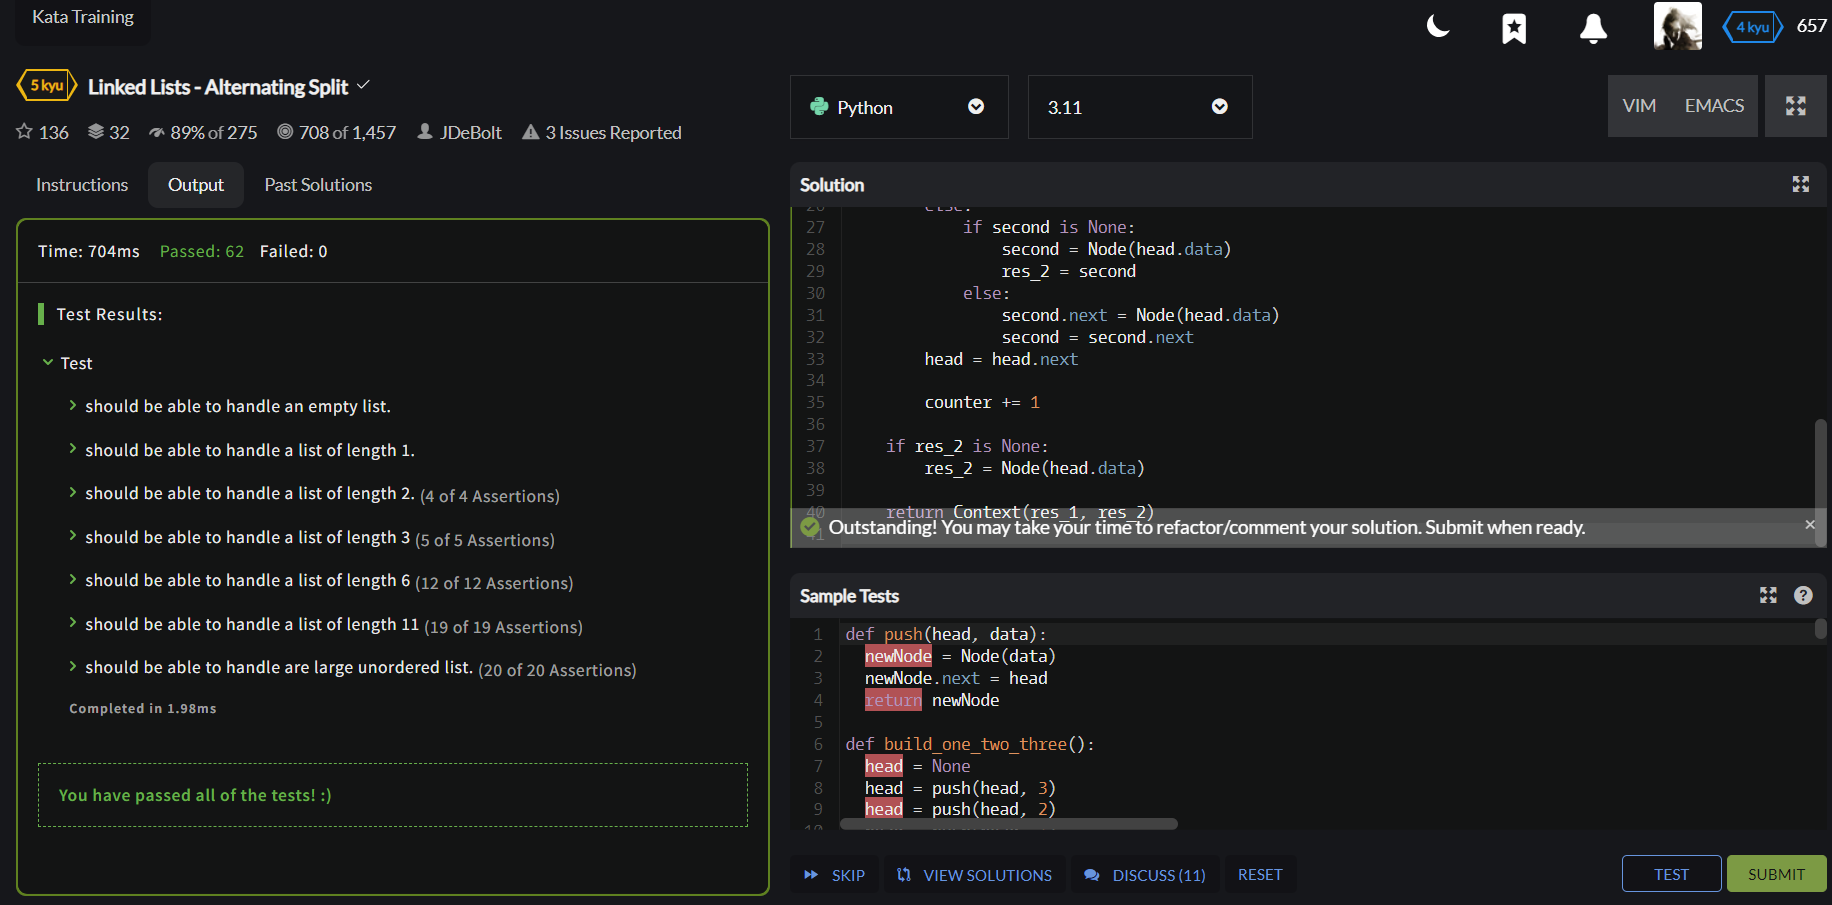 Kata Training
4 kyu 657
5 kyu Linked Lists - Alternating Split
136 32 89% of 275 708 of 1,457 JDeBolt 3 Issues Reported
Instructions Output Past Solutions
Time: 704ms Passed: 62 Failed: 0
Test Results:
Test
should be able to handle an empty list.
should be able to handle a list of length 1.
should be able to handle a list of length 2. (4 of 4 Assertions)
should be able to handle a list of length 3 (5 of 5 Assertions)
should be able to handle a list of length 6 (12 of 12 Assertions)
should be able to handle a list of length 11 (19 of 19 Assertions)
should be able to handle are large unordered list. (20 of 20 Assertions)
Completed in 1.98ms
You have passed all of the tests! :)
Python 3.11 VIM EMACS
Solution
26 else:
27 if second is None:
28 second = Node(head.data)
29 res_2 = second
30 else:
31 second.next = Node(head.data)
32 second = second.next
33 head = head.next
34
35 counter += 1
36
37 if res_2 is None:
38 res_2 = Node(head.data)
39
40 return Context(res_1, res_2)
41
Outstanding! You may take your time to refactor/comment your solution. Submit when ready. ×
Sample Tests ?
1 def push(head, data):
2 newNode = Node(data)
3 newNode.next = head
4 return newNode
5
6 def build_one_two_three():
7 head = None
8 head = push(head, 3)
9 head = push(head, 2)
10
SKIP VIEW SOLUTIONS DISCUSS (11) RESET TEST SUBMIT